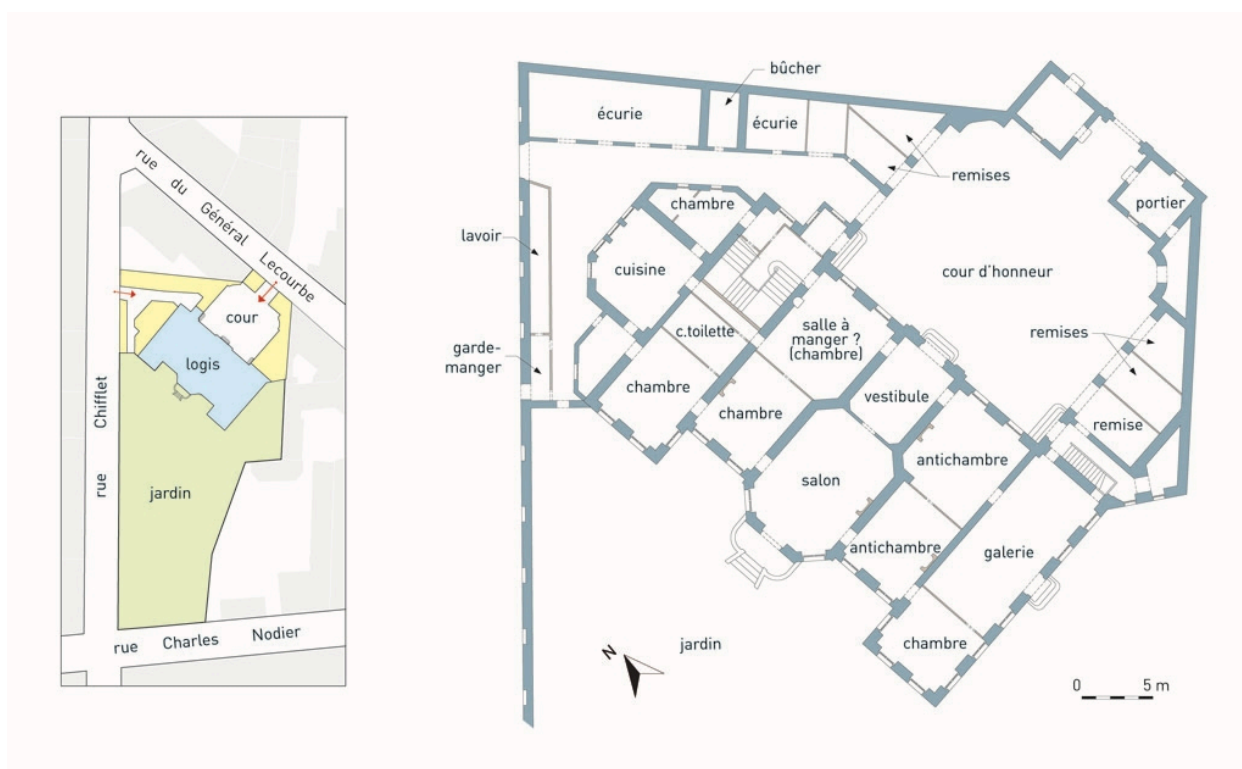 rue du Général Lecourbe
cour
logis
rue Chifflet
jardin
rue Charles Nodier
bûcher
écurie
écurie
remises
portier
chambre
lavoir
cuisine
cour d'honneur
c.toilette
salle à
manger ?
(chambre)
remises
garde-
manger
chambre
chambre
vestibule
remise
antichambre
salon
antichambre
galerie
chambre
jardin
N
0 5 m